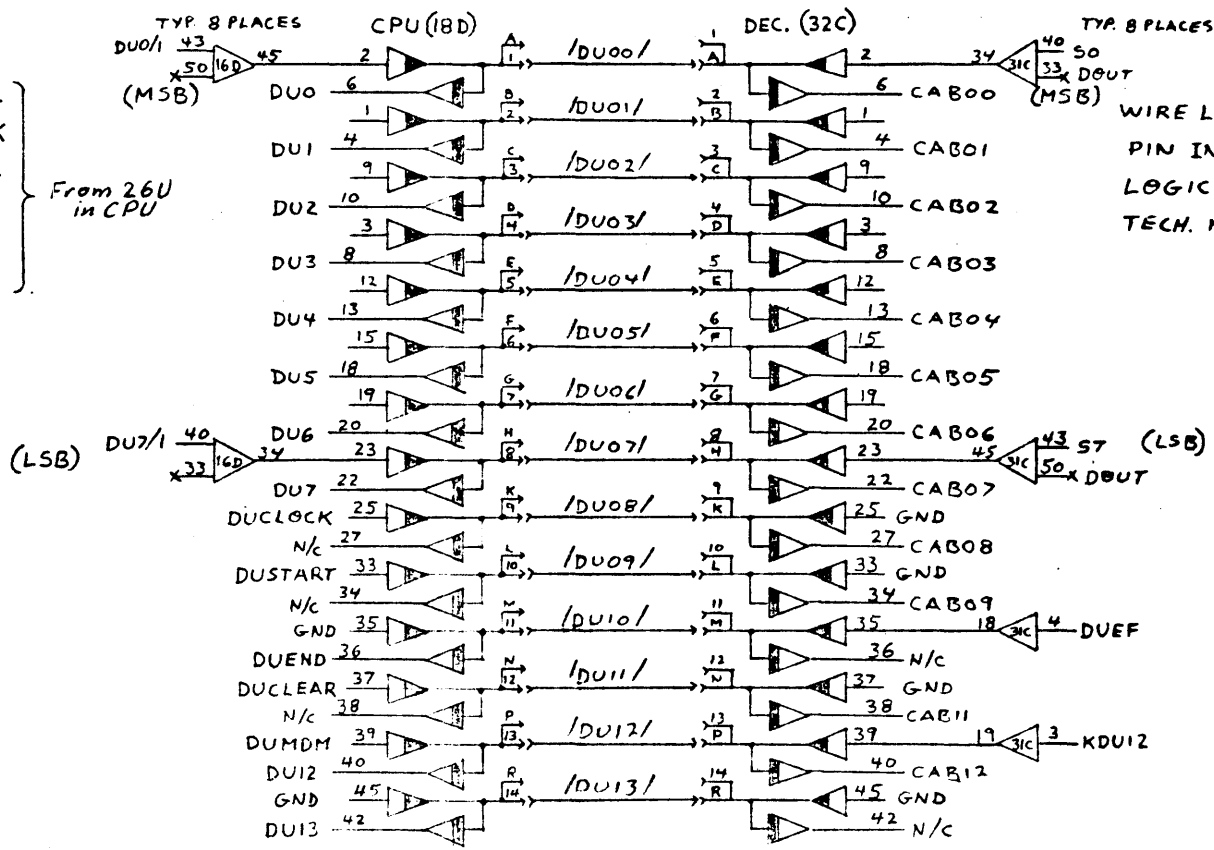 TYP. 8 PLACES CPU (18D) DEC. (32C) TYP. 8 PLACES
DU0/1 43 16D 45 2 A 1 /DU00/ 1 A 2 34 31C 40 S0
50 33 DOUT
(MSB) DU0 6 6 CAB00 (MSB)
1 B 2 /DU01/ 2 B 1 WIRE L
DU1 4 4 CAB01 PIN IN
From 26U 9 C 3 /DU02/ 3 C 9 LOGIC
in CPU DU2 10 10 CAB02 TECH.
3 D 4 /DU03/ 4 D 3
DU3 8 8 CAB03
12 E 5 /DU04/ 5 E 12
DU4 13 13 CAB04
15 F 6 /DU05/ 6 F 15
DU5 18 18 CAB05
19 G 7 /DU06/ 7 G 19
DU6 20 20 CAB06
(LSB) DU7/1 40 16D 34 23 H 8 /DU07/ 8 H 23 45 31C 43 S7 (LSB)
33 50 DOUT
DU7 22 22 CAB07
DUCLOCK 25 K 9 /DU08/ 9 K 25 GND
N/C 27 27 CAB08
DUSTART 33 L 10 /DU09/ 10 L 33 GND
N/C 34 34 CAB09
GND 35 M 11 /DU10/ 11 M 35 18 31C 4 DUEF
DUEND 36 36 N/C
DUCLEAR 37 N 12 /DU11/ 12 N 37 GND
N/C 38 38 CAB11
DUMDM 39 P 13 /DU12/ 13 P 39 19 31C 3 KDU12
DU12 40 40 CAB12
GND 45 R 14 /DU13/ 14 R 45 GND
DU13 42 42 N/C